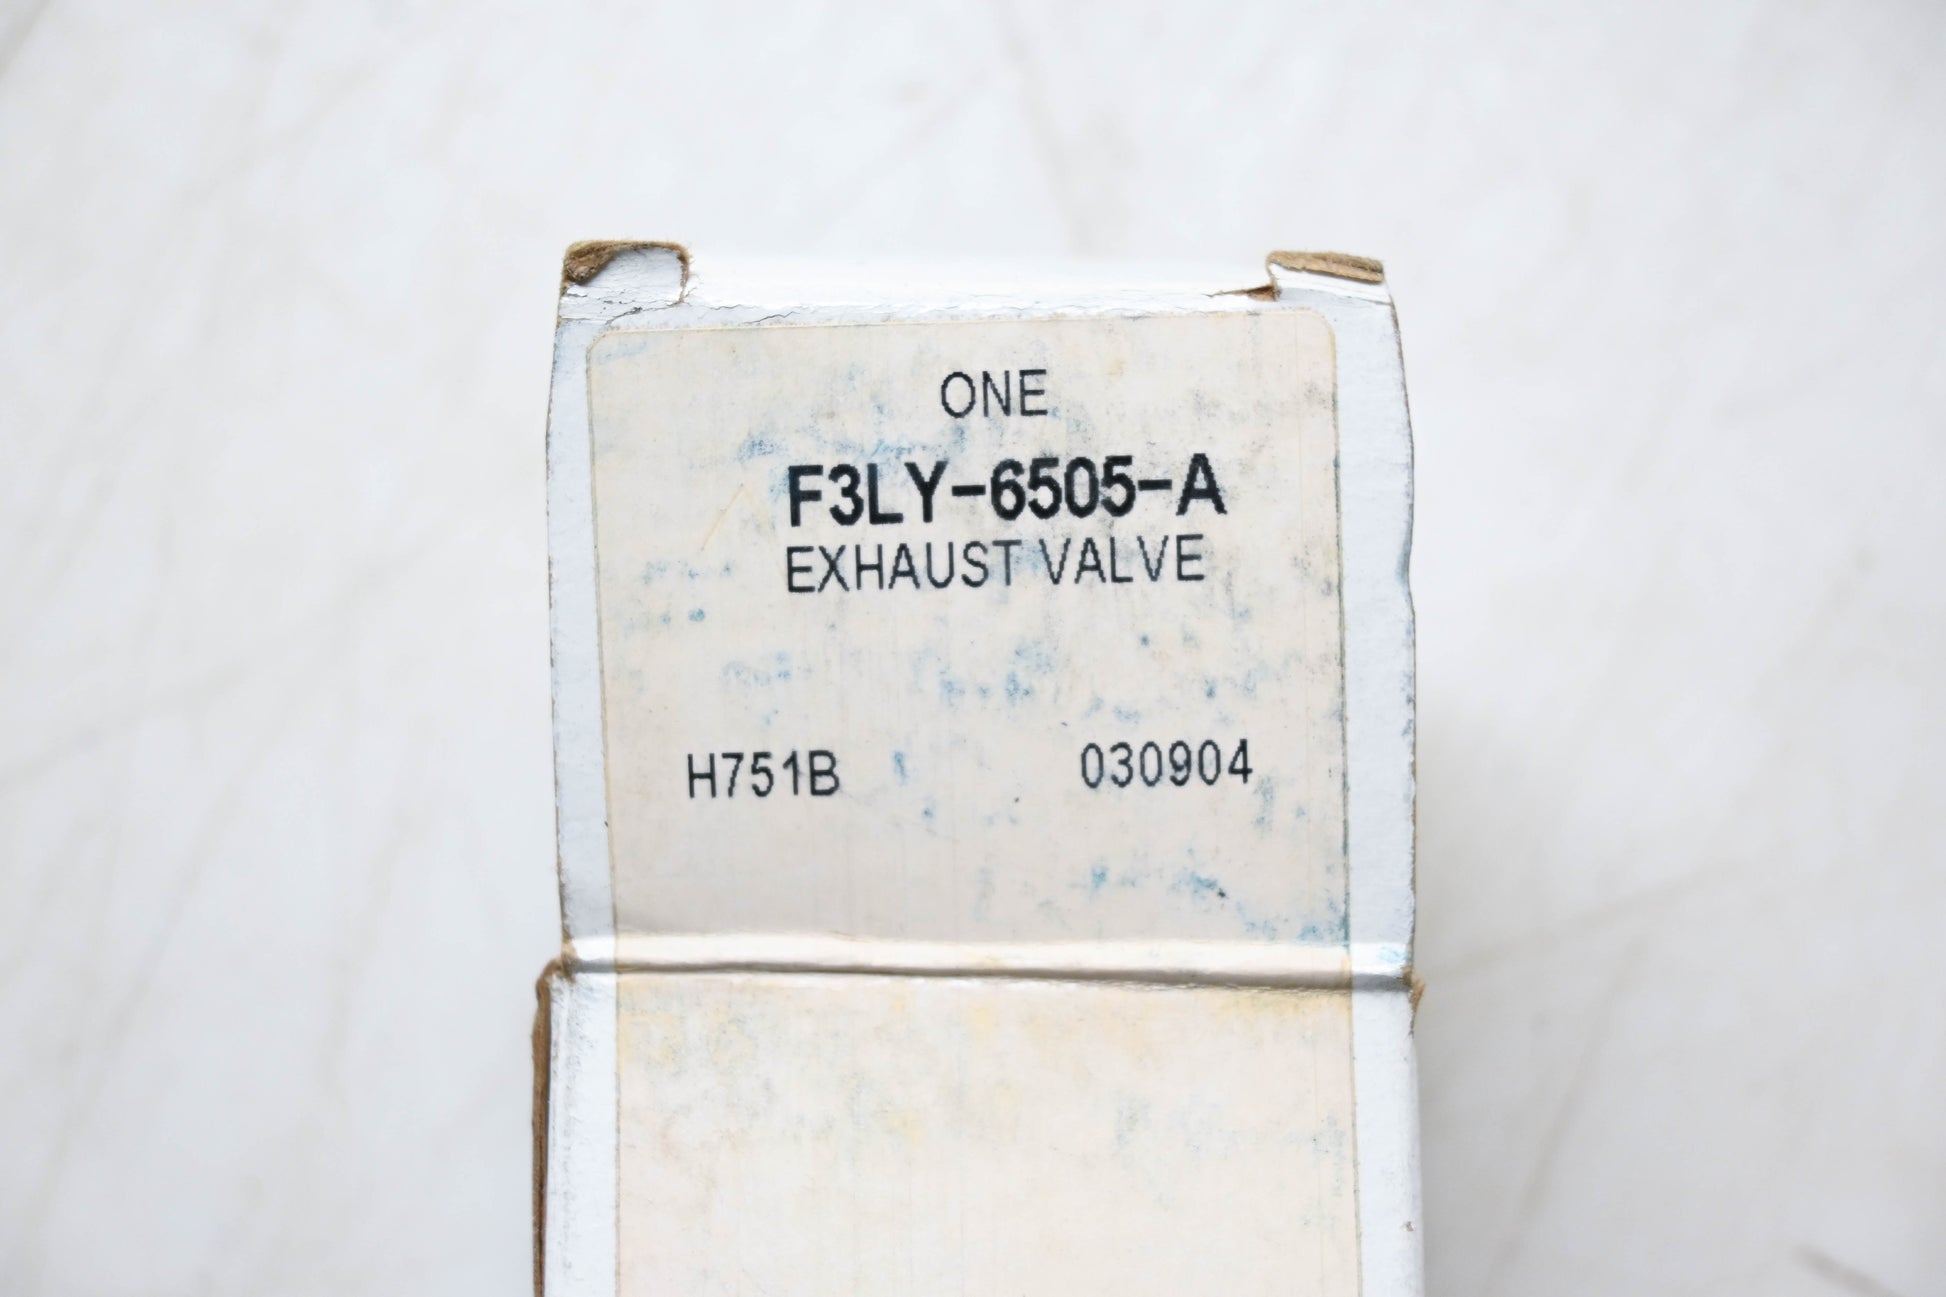 ONE
F3LY-6505-A
EXHAUST VALVE
H751B 030904